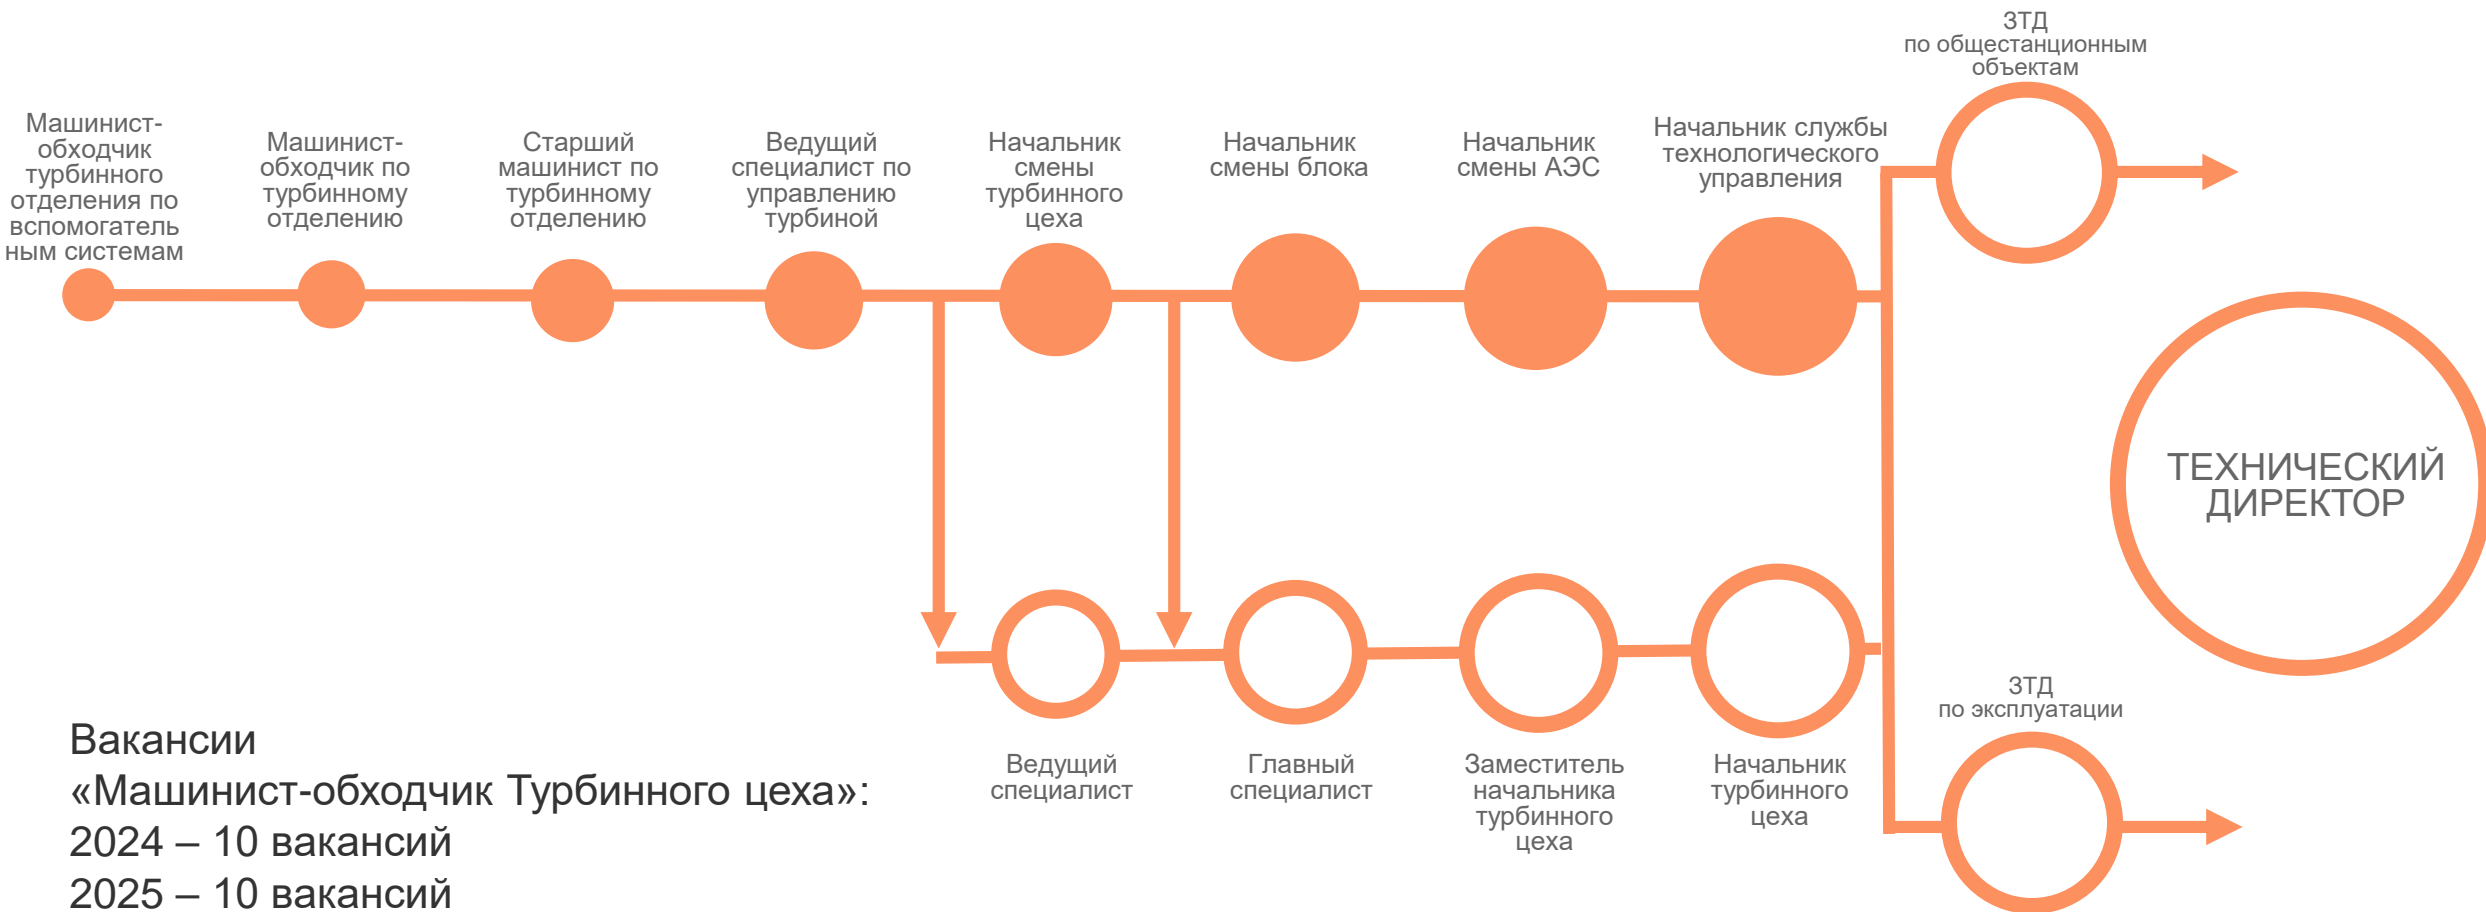 ЗТД
по общестанционным
объектам
Машинист-
обходчик
турбинного
отделения по
вспомогатель
ным системам
Машинист-
обходчик по
турбинному
отделению
Старший
машинист по
турбинному
отделению
Ведущий
специалист по
управлению
турбиной
Начальник
смены
турбинного
цеха
Начальник
смены блока
Начальник
смены АЭС
Начальник службы
технологического
управления
ТЕХНИЧЕСКИЙ
ДИРЕКТОР
ЗТД
по эксплуатации
Ведущий
специалист
Главный
специалист
Заместитель
начальника
турбинного
цеха
Начальник
турбинного
цеха
Вакансии
«Машинист-обходчик Турбинного цеха»:
2024 – 10 вакансий
2025 – 10 вакансий